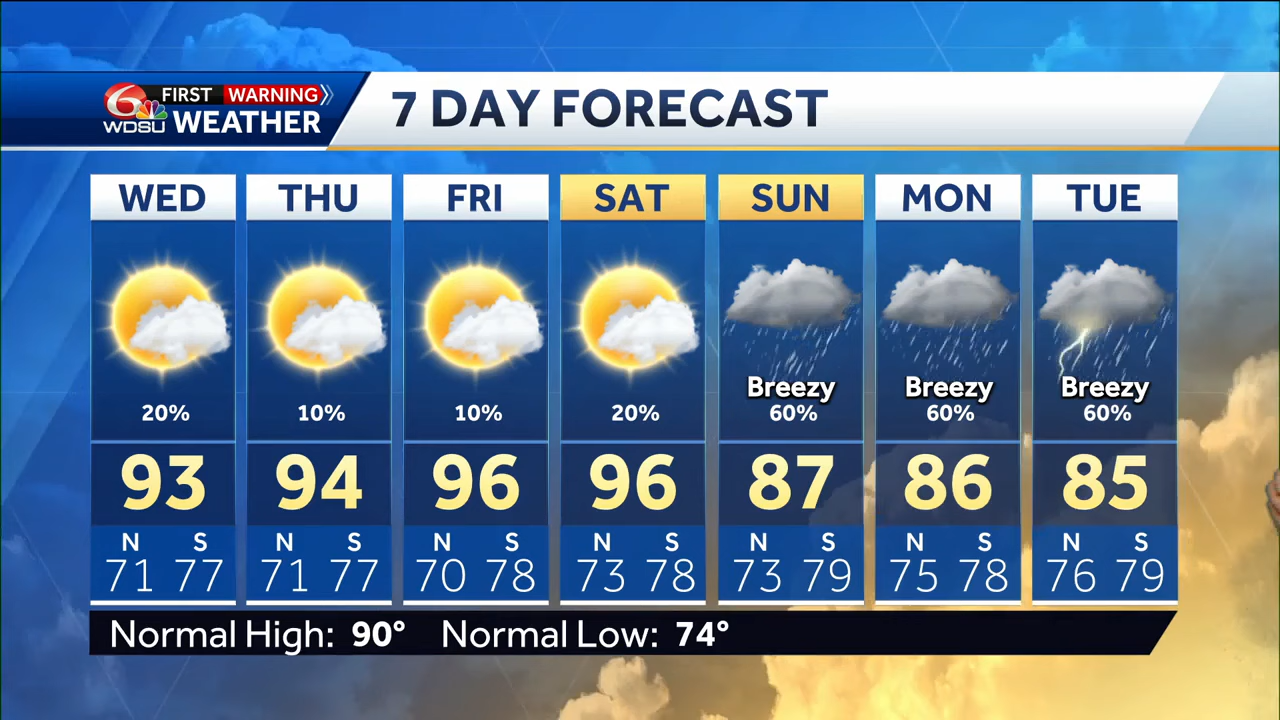 6 WDSU FIRST WARNING WEATHER
7 DAY FORECAST
WED THU FRI SAT SUN MON TUE
Breezy Breezy Breezy
20% 10% 10% 20% 60% 60% 60%
93 94 96 96 87 86 85
N S N S N S N S N S N S N S
71 77 71 77 70 78 73 78 73 79 75 78 76 79
Normal High: 90° Normal Low: 74°